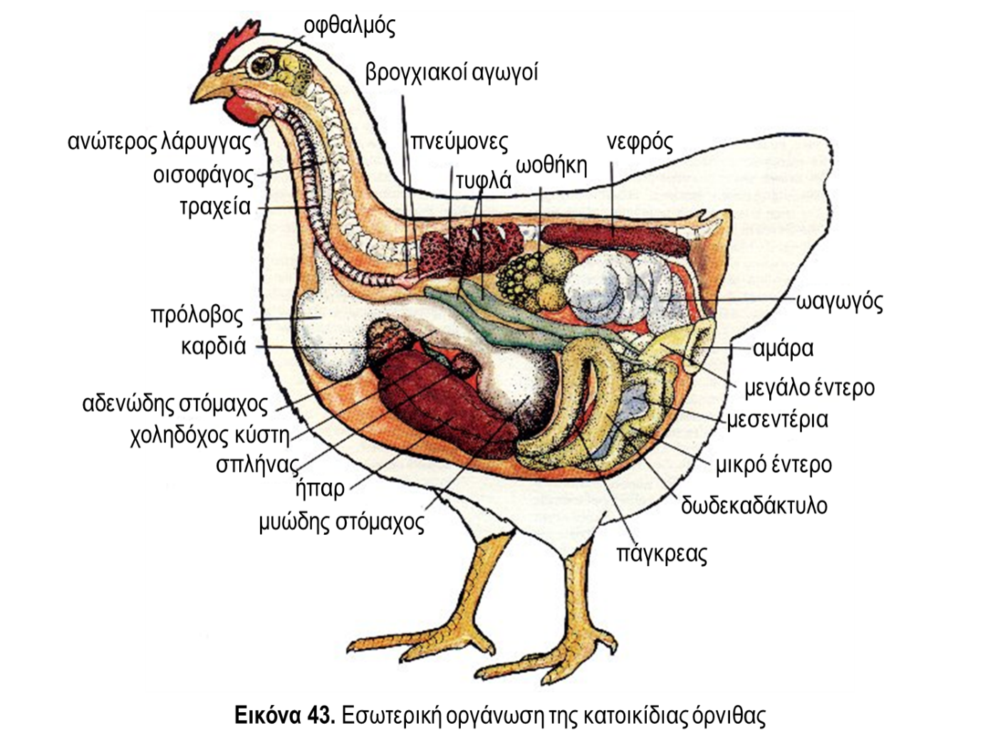 οφθαλμός
βρογχιακοί αγωγοί
ανώτερος λάρυγγας
πνεύμονες
νεφρός
ωοθήκη
οισοφάγος
τυφλά
τραχεία
ωαγωγός
πρόλοβος
καρδιά
αμάρα
μεγάλο έντερο
αδενώδης στόμαχος
μεσεντέρια
χοληδόχος κύστη
σπλήνας
μικρό έντερο
ήπαρ
δωδεκαδάκτυλο
μυώδης στόμαχος
πάγκρεας
Εικόνα 43. Εσωτερική οργάνωση της κατοικίδιας όρνιθας